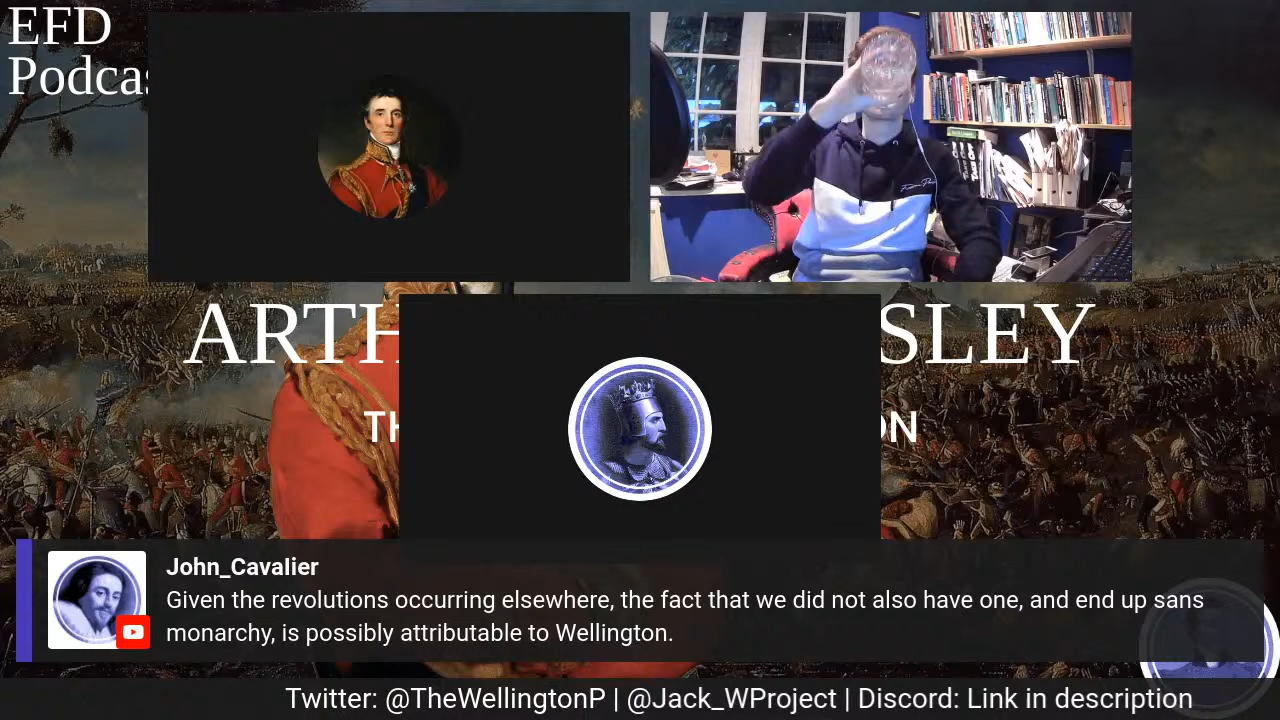 EFD
Podcas
ARTH SLEY
TH ON
John_Cavalier
Given the revolutions occurring elsewhere, the fact that we did not also have one, and end up sans
monarchy, is possibly attributable to Wellington.
Twitter: @TheWellingtonP | @Jack_WProject | Discord: Link in description